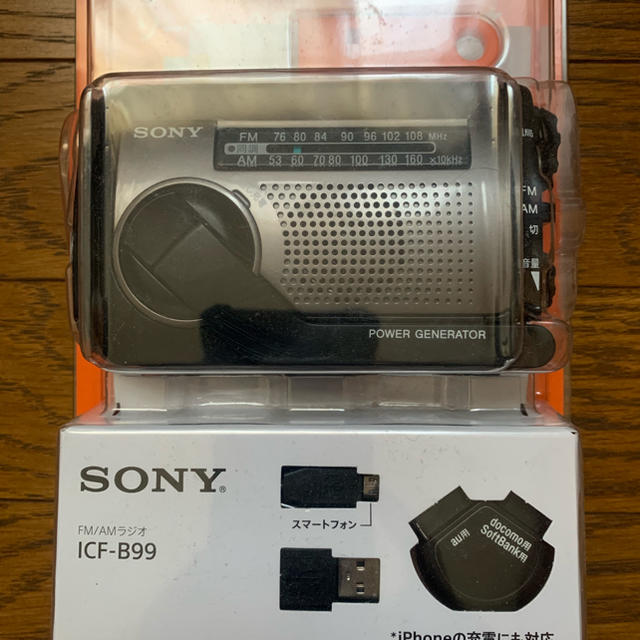 SONY
FM 76 80 84 90 96 102 108 MHz
同調
AM 53 60 70 80 100 130 160 ×10kHz
FM
AM
切
音量
POWER GENERATOR
SONY®
FM/AMラジオ
ICF-B99
スマートフォン
au用
docomo用
SoftBank用
*iPhoneの充電にも対応